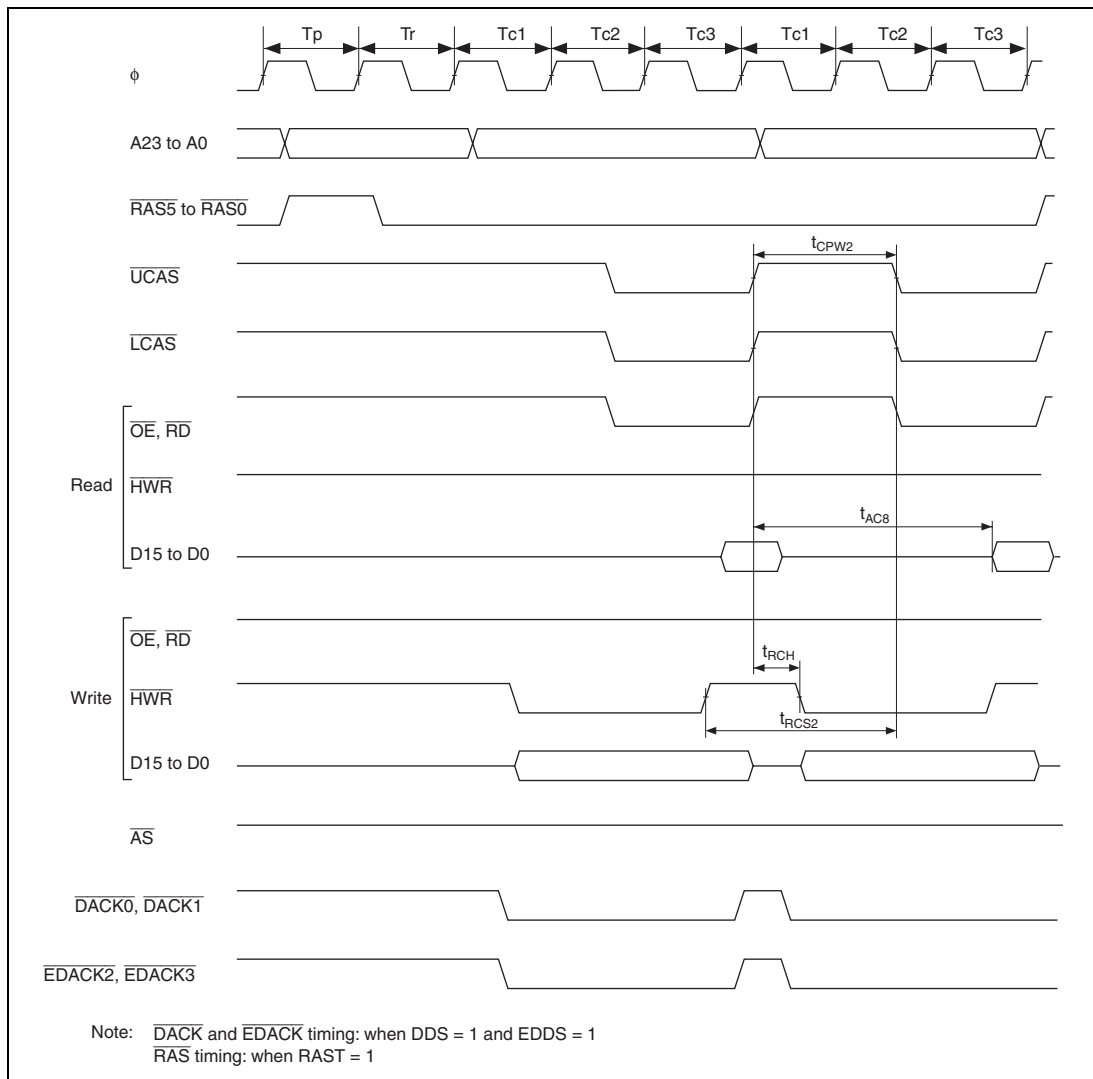 Tp Tr Tc1 Tc2 Tc3 Tc1 Tc2 Tc3
ϕ
A23 to A0
RAS5 to RAS0
tCPW2
UCAS
LCAS
OE, RD
Read
HWR
tAC8
D15 to D0
OE, RD
tRCH
Write
HWR
tRCS2
D15 to D0
AS
DACK0, DACK1
EDACK2, EDACK3
Note: DACK and EDACK timing: when DDS = 1 and EDDS = 1
RAS timing: when RAST = 1